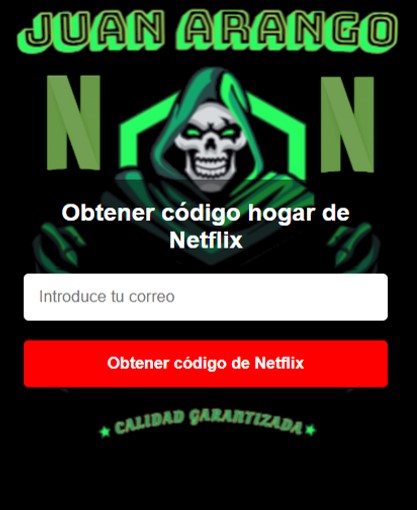 JUAN ARANGO
N N
Obtener código hogar de
Netflix
Introduce tu correo
Obtener código de Netflix
CALIDAD GARANTIZADA